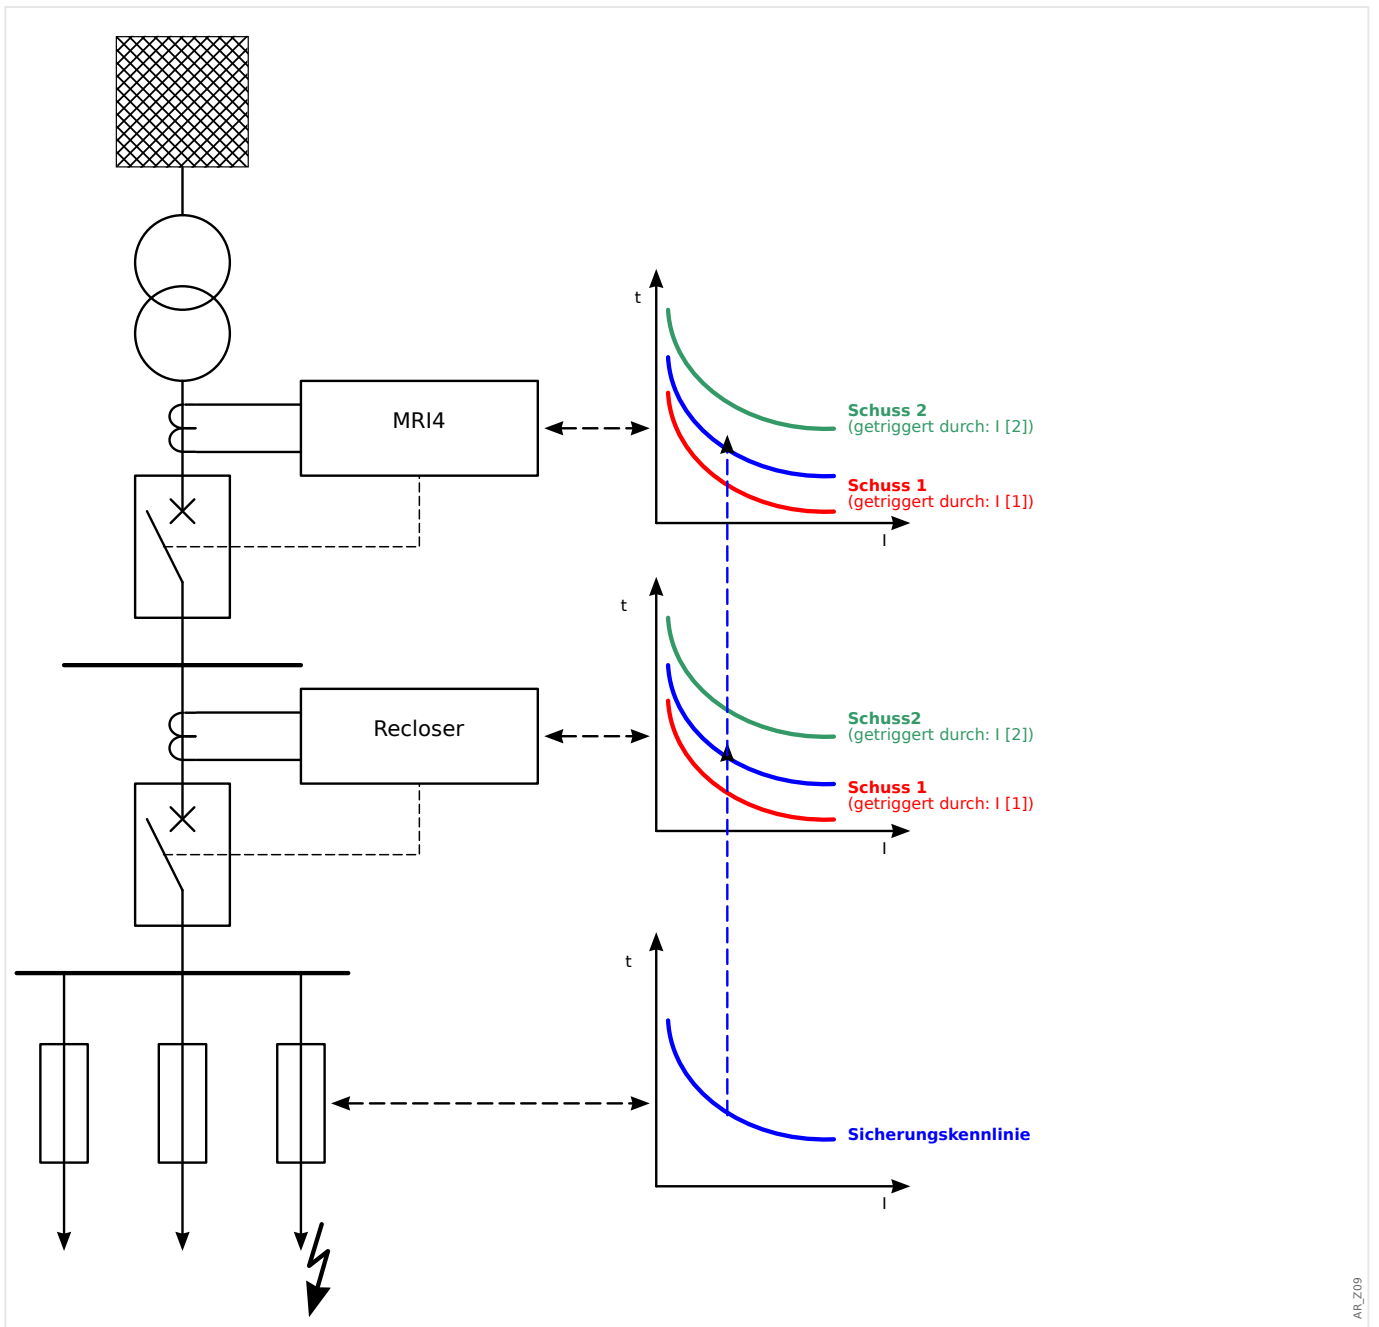 t
MRI4
Schuss 2
(getriggert durch: I [2])
Schuss 1
(getriggert durch: I [1])
I
t
Recloser
Schuss2
(getriggert durch: I [2])
Schuss 1
(getriggert durch: I [1])
I
t
Sicherungskennlinie
I
AR_Z09